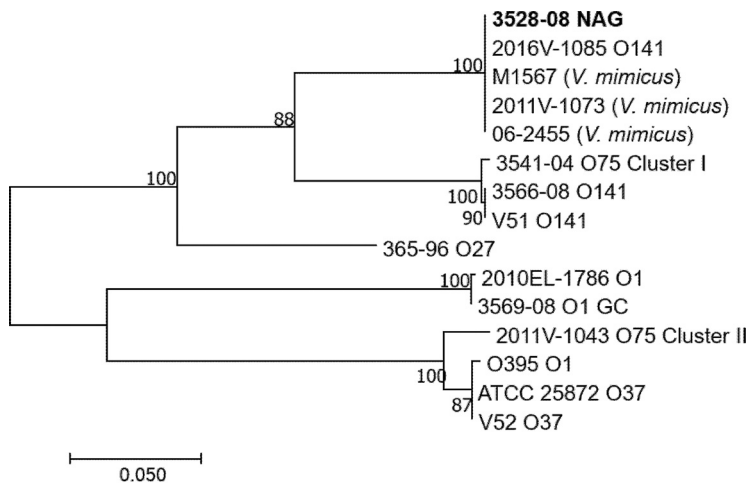 3528-08 NAG
2016V-1085 O141
100
M1567 (V. mimicus)
2011V-1073 (V. mimicus)
88
06-2455 (V. mimicus)
3541-04 O75 Cluster I
100
100
3566-08 O141
90
V51 O141
365-96 O27
100
2010EL-1786 O1
3569-08 O1 GC
2011V-1043 O75 Cluster II
O395 O1
100
ATCC 25872 O37
87
V52 O37
0.050